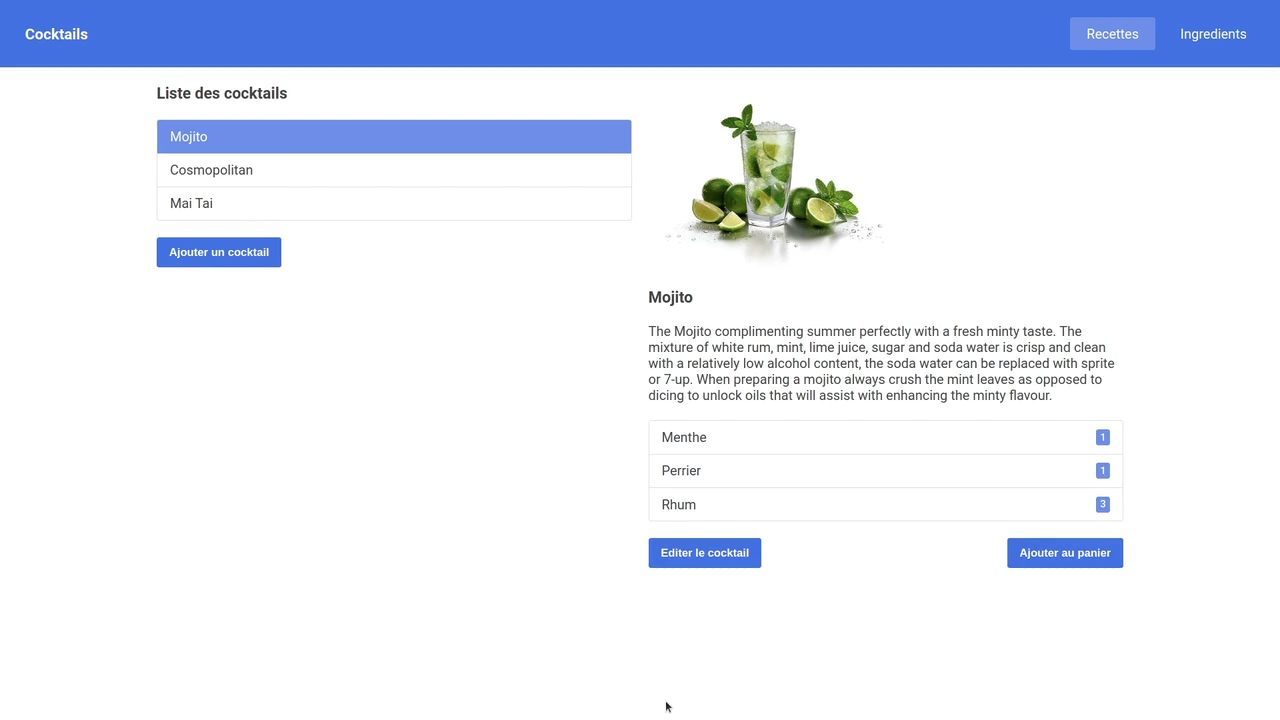 Cocktails
Recettes
Ingredients
Liste des cocktails
Mojito
Cosmopolitan
Mai Tai
Ajouter un cocktail
Mojito
The Mojito complimenting summer perfectly with a fresh minty taste. The
mixture of white rum, mint, lime juice, sugar and soda water is crisp and clean
with a relatively low alcohol content, the soda water can be replaced with sprite
or 7-up. When preparing a mojito always crush the mint leaves as opposed to
dicing to unlock oils that will assist with enhancing the minty flavour.
Menthe 1
Perrier 1
Rhum 3
Editer le cocktail
Ajouter au panier